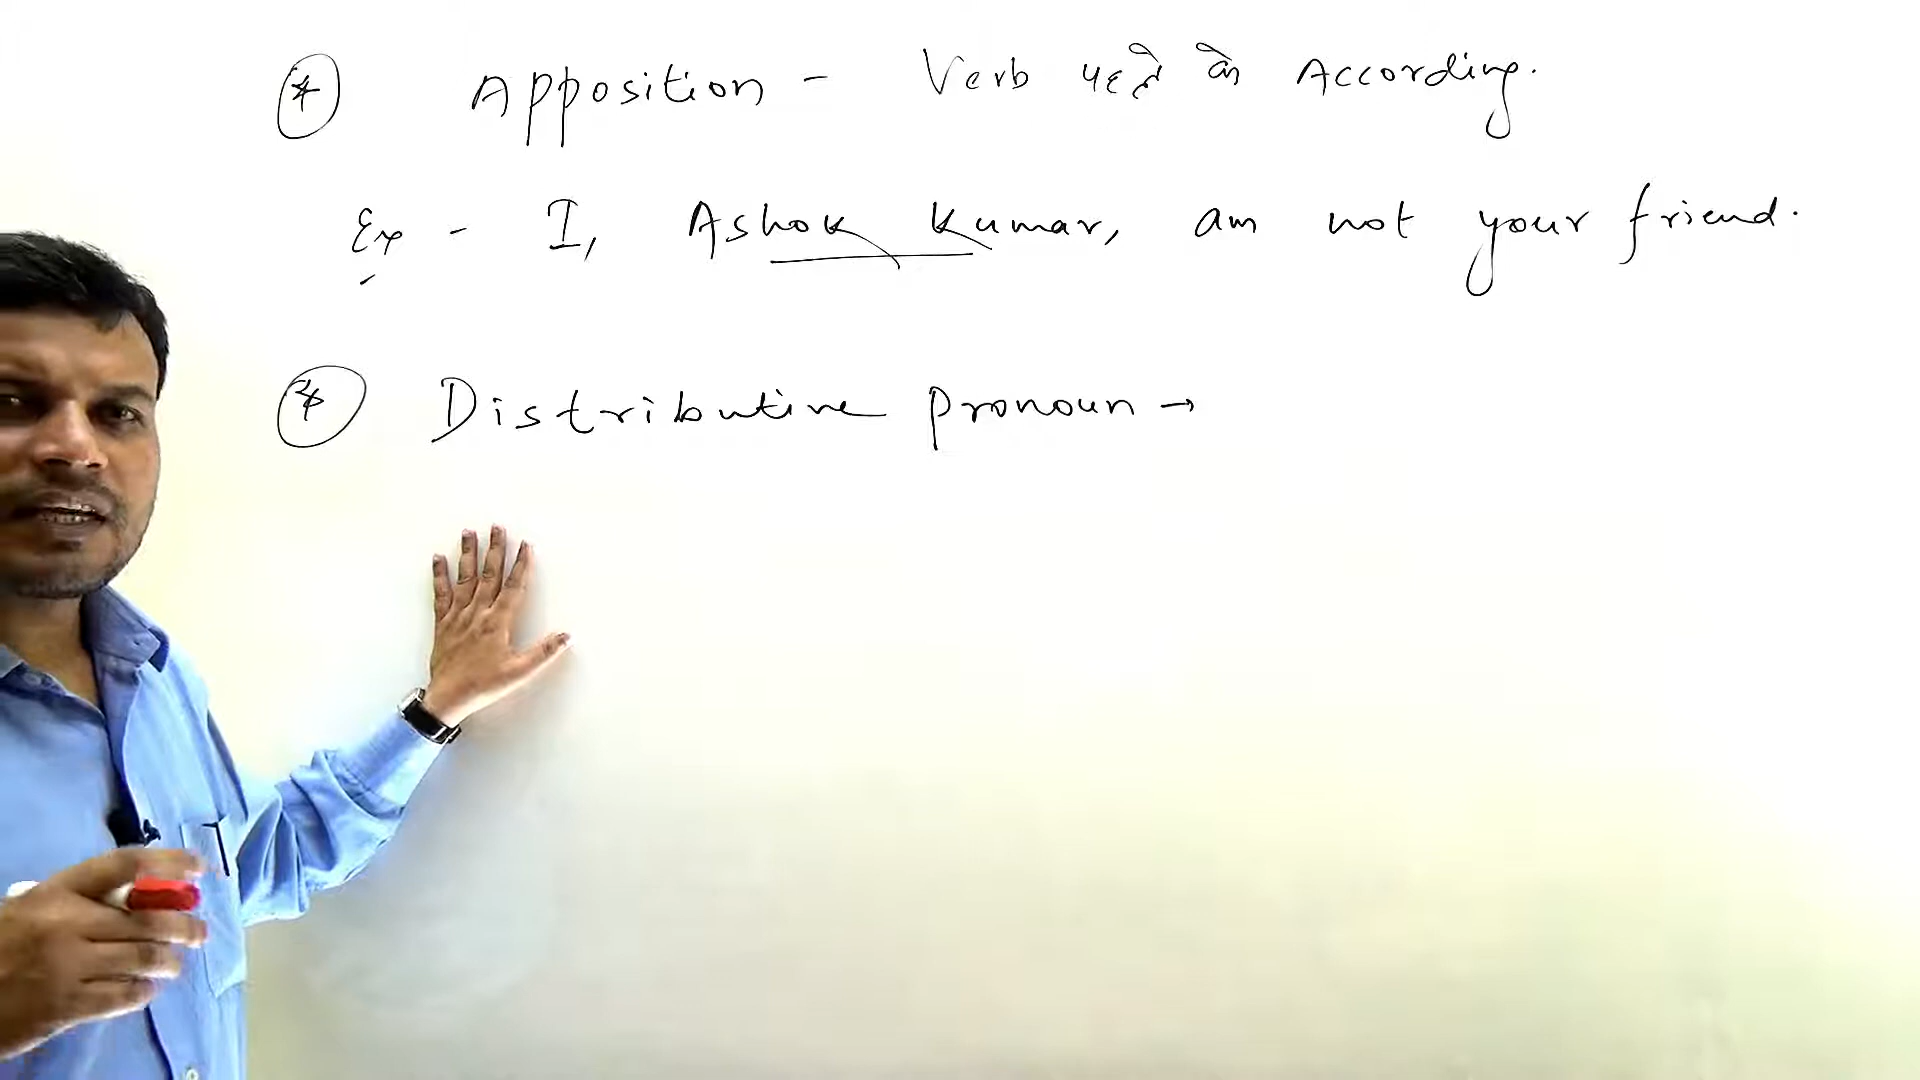 * Apposition - Verb पहले के According.
Ex - I, Ashok Kumar, am not your friend.
* Distributive pronoun →